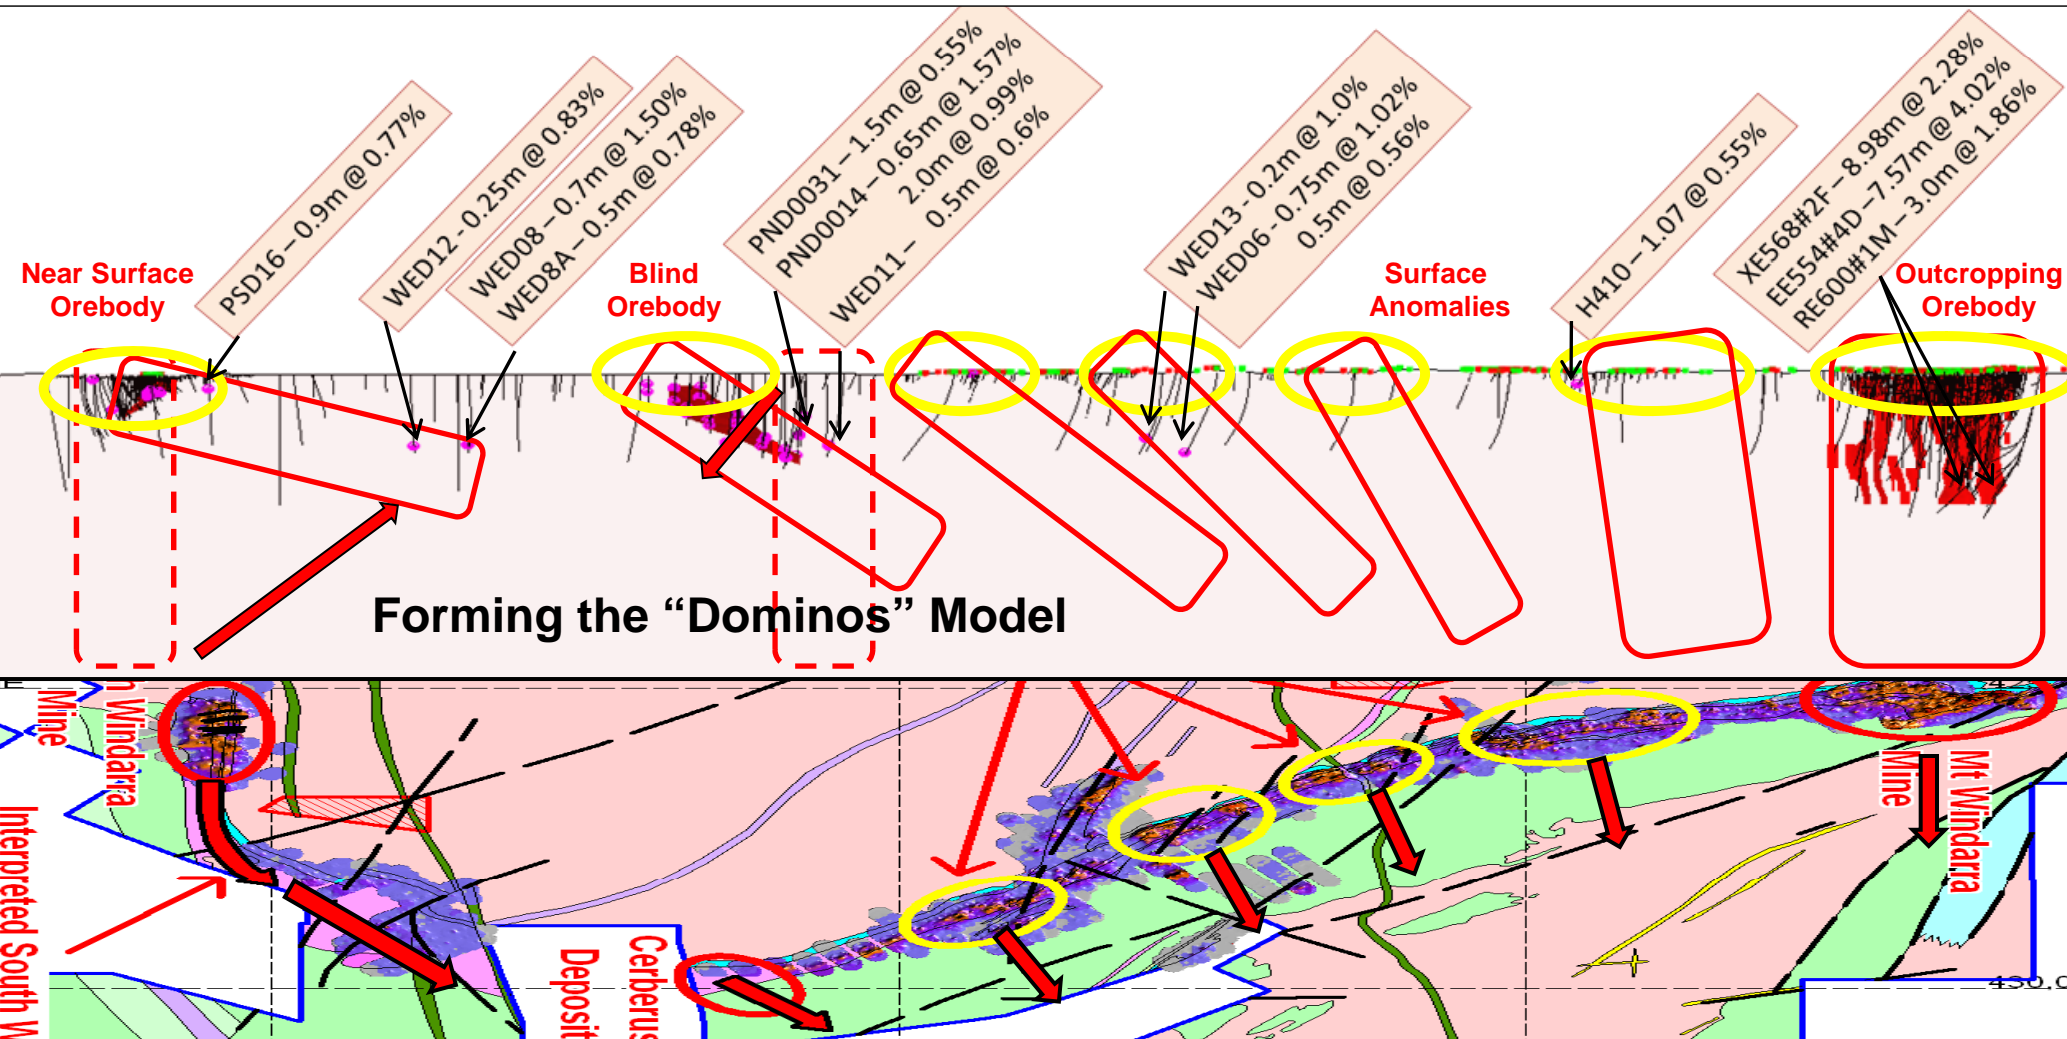 PSD16 – 0.9m @ 0.77%
WED12 - 0.25m @ 0.83%
WED08 – 0.7m @ 1.50%
WED8A – 0.5m @ 0.78%
PND0031 – 1.5m @ 0.55%
PND0014 – 0.65m @ 1.57%
2.0m @ 0.99%
WED11 – 0.5m @ 0.6%
WED13 - 0.2m @ 1.0%
WED06 - 0.75m @ 1.02%
0.5m @ 0.56%
H410 – 1.07 @ 0.55%
XE568#2F – 8.98m @ 2.28%
EE554#4D – 7.57m @ 4.02%
RE600#1M – 3.0m @ 1.86%
Near Surface
Orebody
Blind
Orebody
Surface
Anomalies
Outcropping
Orebody
Forming the “Dominos” Model
Windarra
Mine
Interpreted South
Cerberus
Deposit
Mt Windarra
Mine